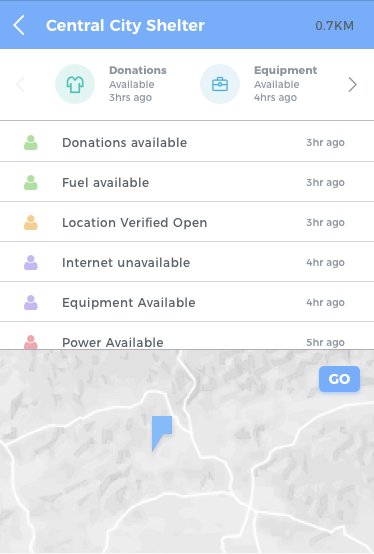 Central City Shelter
0.7KM
Donations
Available
3hrs ago
Equipment
Available
4hrs ago
Donations available
3hr ago
Fuel available
3hr ago
Location Verified Open
3hr ago
Internet unavailable
4hr ago
Equipment Available
4hr ago
Power Available
5hr ago
GO